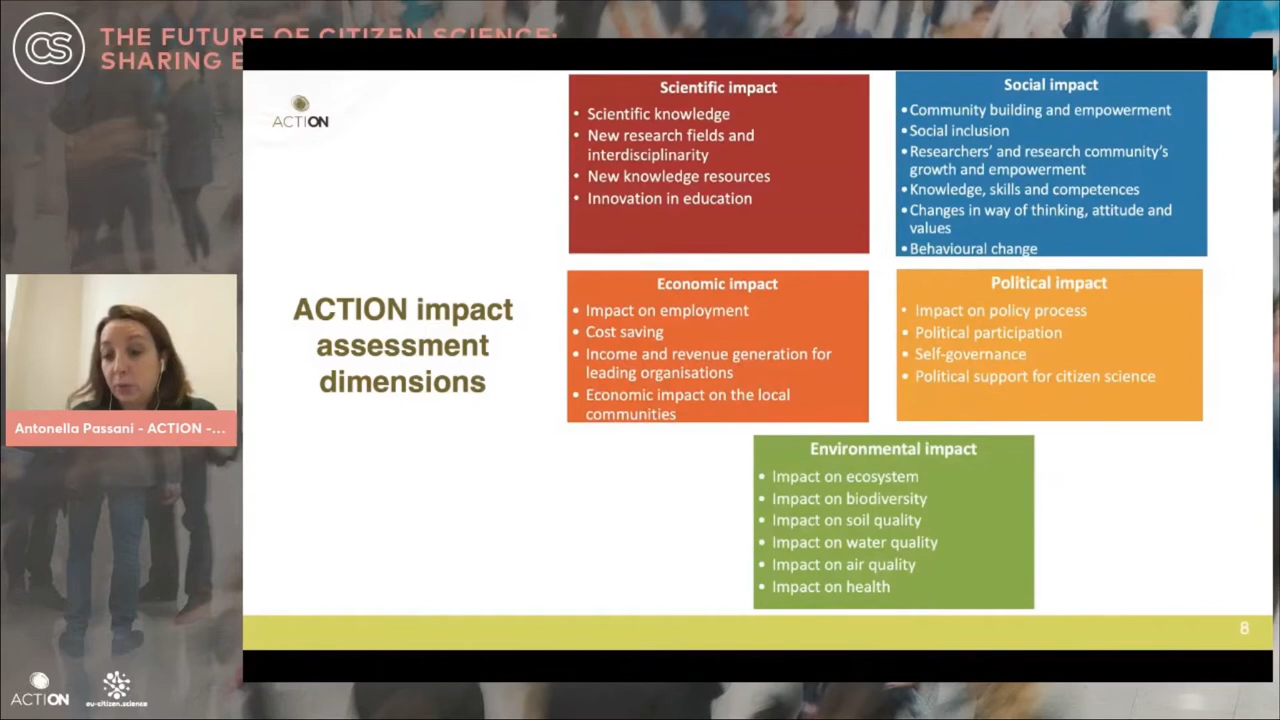 THE FUTURE OF CITIZEN SCIENCE:
SHARING E
CS
ACTION
ACTION impact
assessment
dimensions
Scientific impact
• Scientific knowledge
• New research fields and
interdisciplinarity
• New knowledge resources
• Innovation in education
Social impact
• Community building and empowerment
• Social inclusion
• Researchers' and research community's
growth and empowerment
• Knowledge, skills and competences
• Changes in way of thinking, attitude and
values
• Behavioural change
Economic impact
• Impact on employment
• Cost saving
• Income and revenue generation for
leading organisations
• Economic impact on the local
communities
Political impact
• Impact on policy process
• Political participation
• Self-governance
• Political support for citizen science
Environmental impact
• Impact on ecosystem
• Impact on biodiversity
• Impact on soil quality
• Impact on water quality
• Impact on air quality
• Impact on health
8
Antonella Passani - ACTION -...
ACTION
eu-citizen.science